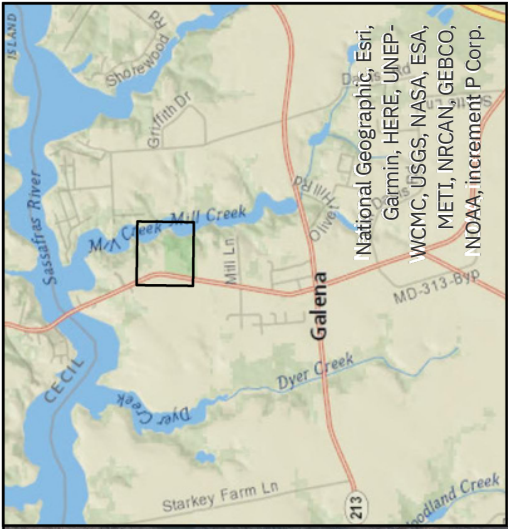 ISLAND
Shorewood Rd
Sassafras River
Griffith Dr
Mill Creek
Mill Creek
CECIL
Mill Ln
Olivet Hill Rd
Galena
MD-313-Byp
Dyer Creek
Dyer Creek
Starkey Farm Ln
213
oodland Creek
National Geographic, Esri,
Garmin, HERE, UNEP-
WCMC, USGS, NASA, ESA,
METI, NRCAN, GEBCO,
NOAA, increment P Corp.